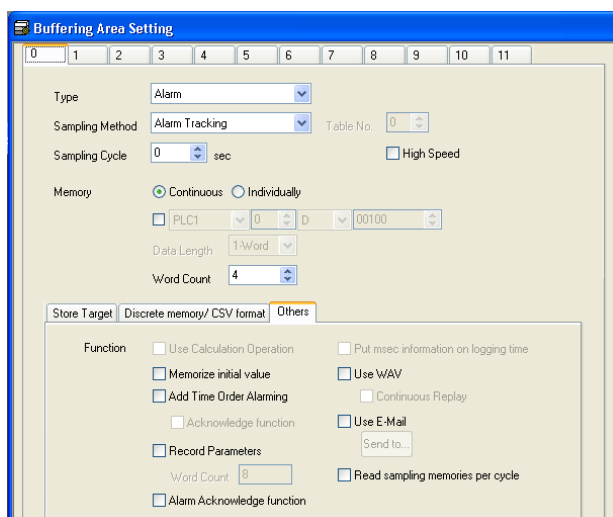 Buffering Area Setting
0 1 2 3 4 5 6 7 8 9 10 11
Type Alarm
Sampling Method Alarm Tracking Table No. 0
Sampling Cycle 0 sec High Speed
Memory Continuous Individually
PLC1 0 D 00100
Data Length 1-Word
Word Count 4
Store Target Discrete memory/ CSV format Others
Function Use Calculation Operation Put msec information on logging time
Memorize initial value Use WAV
Add Time Order Alarming Continuous Replay
Acknowledge function Use E-Mail
Record Parameters Send to...
Word Count 8 Read sampling memories per cycle
Alarm Acknowledge function